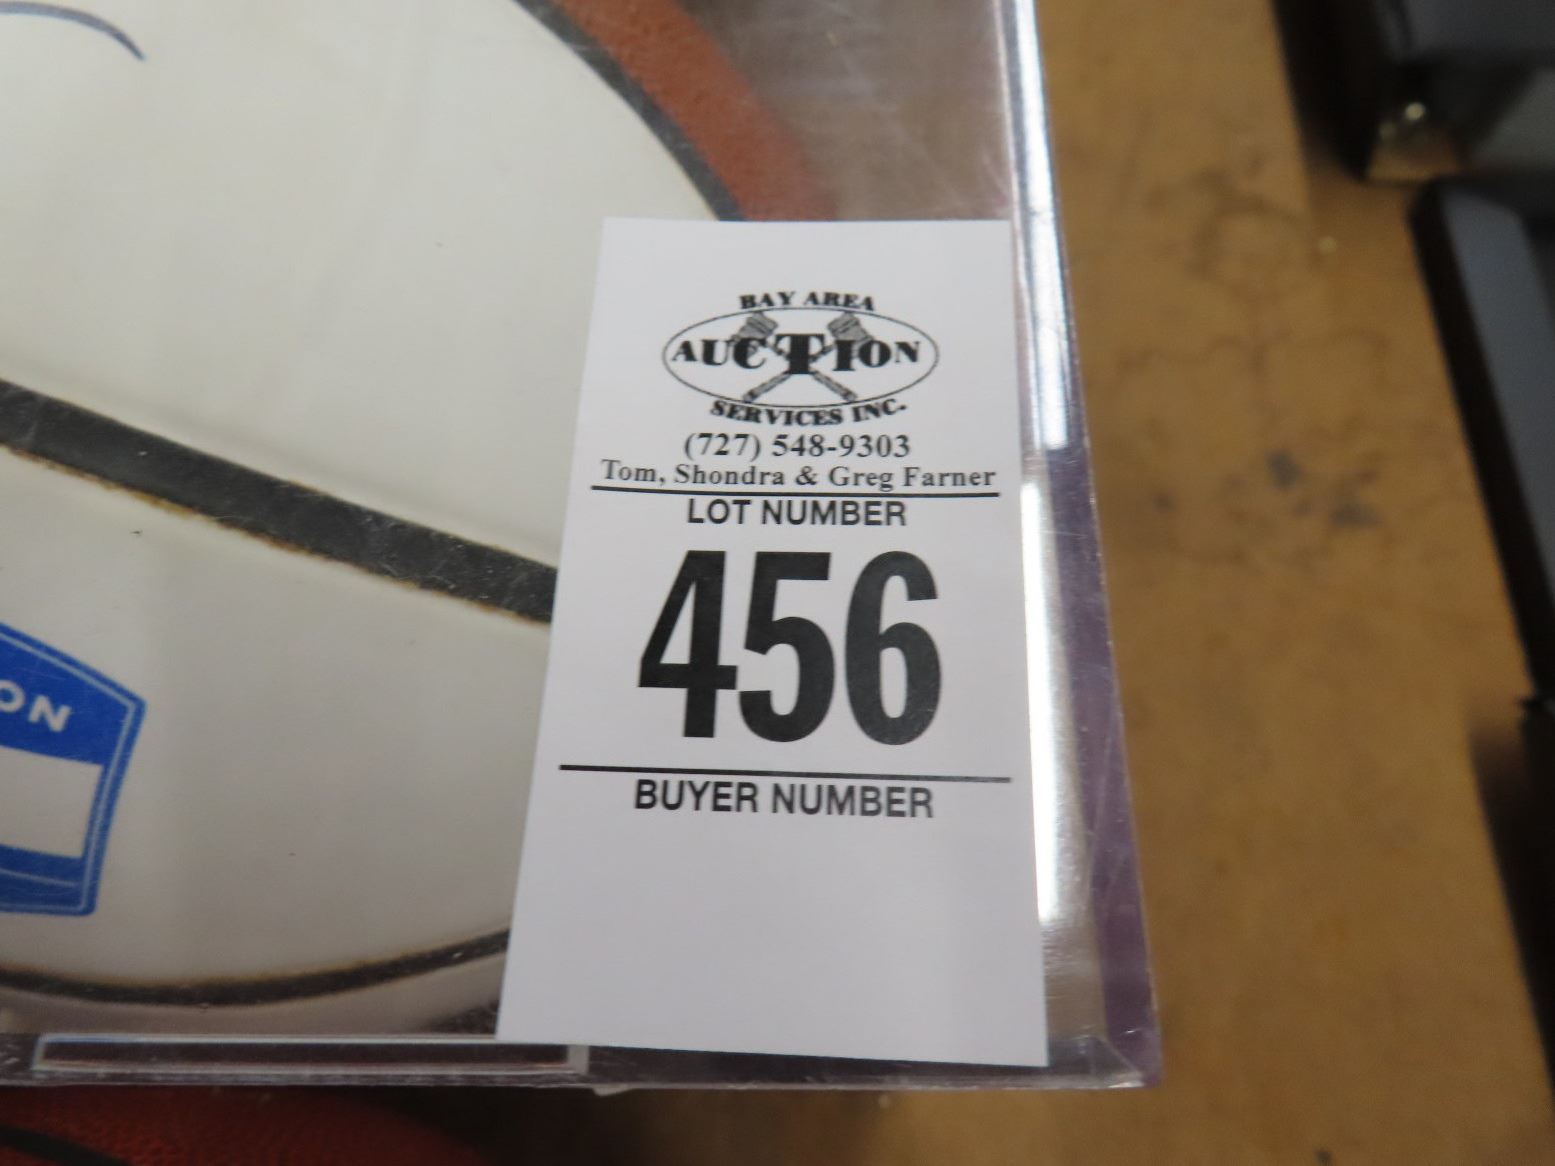 BAY AREA
AUCTION
SERVICES INC.
(727) 548-9303
Tom, Shondra & Greg Farner
LOT NUMBER
456
BUYER NUMBER
ON